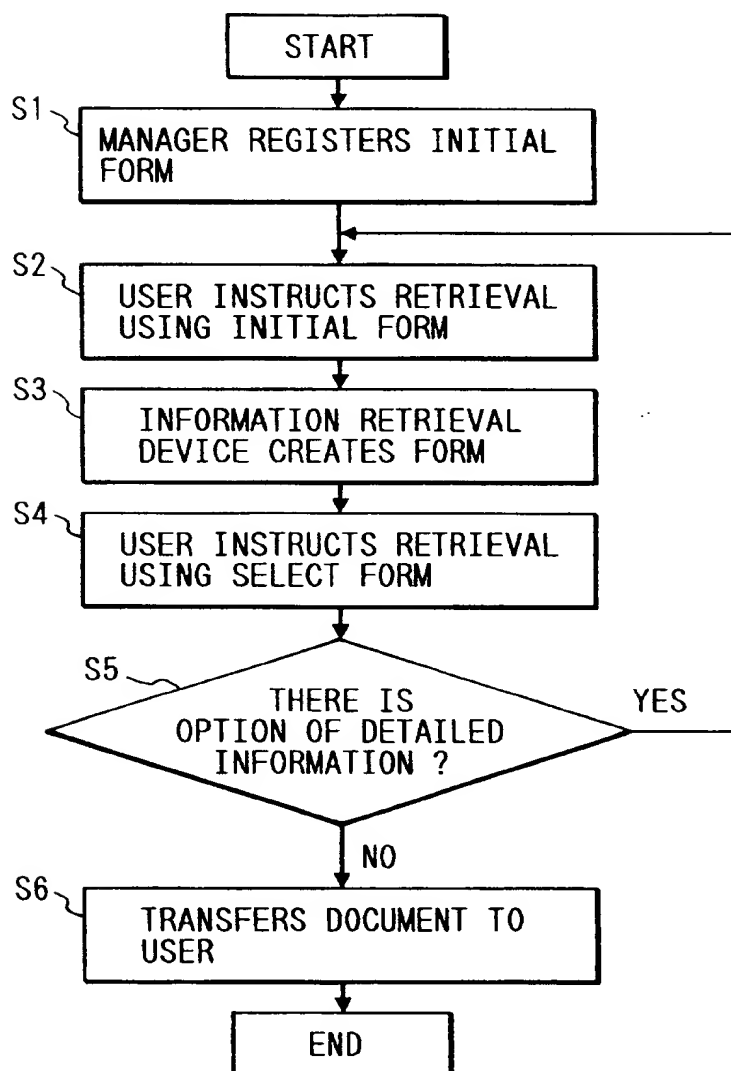 START
S1
MANAGER REGISTERS INITIAL
FORM
S2
USER INSTRUCTS RETRIEVAL
USING INITIAL FORM
S3
INFORMATION RETRIEVAL
DEVICE CREATES FORM
S4
USER INSTRUCTS RETRIEVAL
USING SELECT FORM
S5
THERE IS
OPTION OF DETAILED
INFORMATION ?
YES
NO
S6
TRANSFERS DOCUMENT TO
USER
END